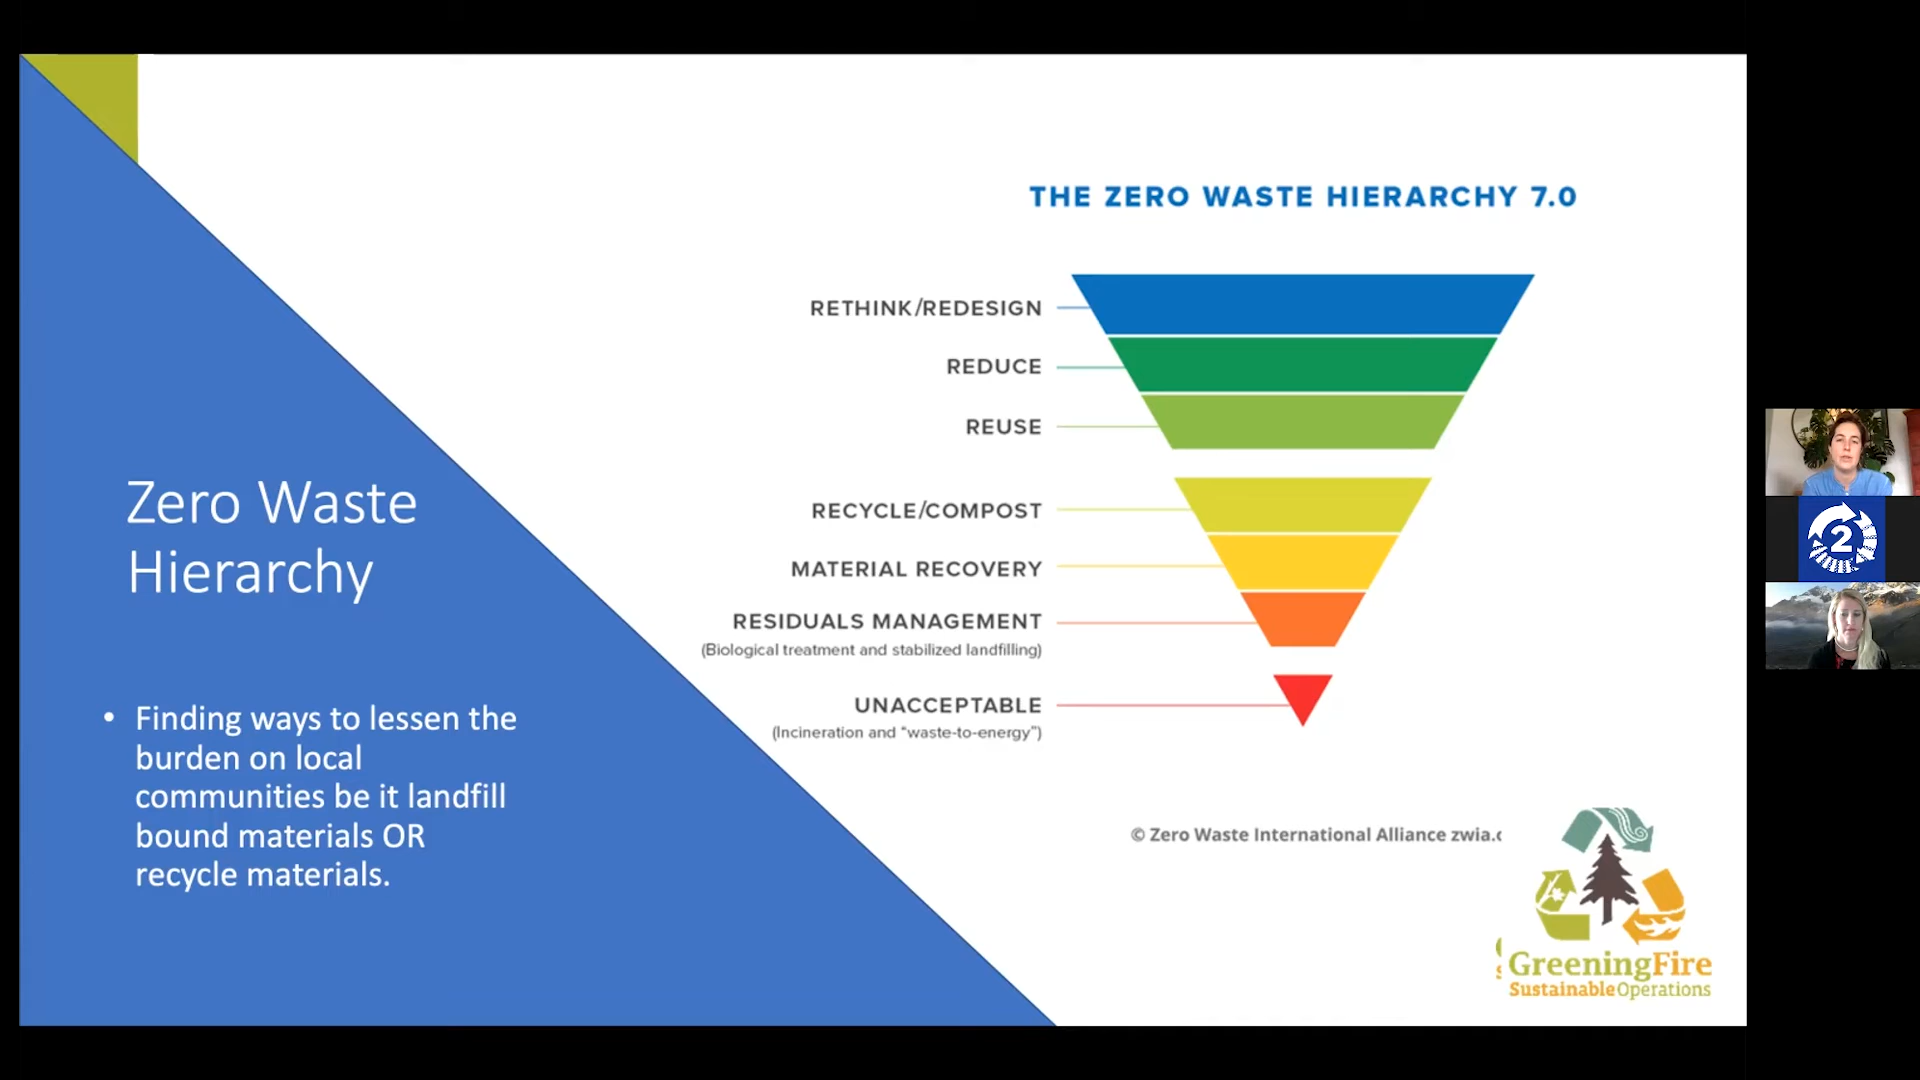 THE ZERO WASTE HIERARCHY 7.0
RETHINK/REDESIGN
REDUCE
REUSE
RECYCLE/COMPOST
MATERIAL RECOVERY
RESIDUALS MANAGEMENT
(Biological treatment and stabilized landfilling)
UNACCEPTABLE
(Incineration and “waste-to-energy”)
© Zero Waste International Alliance zwia.o
Zero Waste
Hierarchy
• Finding ways to lessen the
burden on local
communities be it landfill
bound materials OR
recycle materials.
GreeningFire
SustainableOperations
2